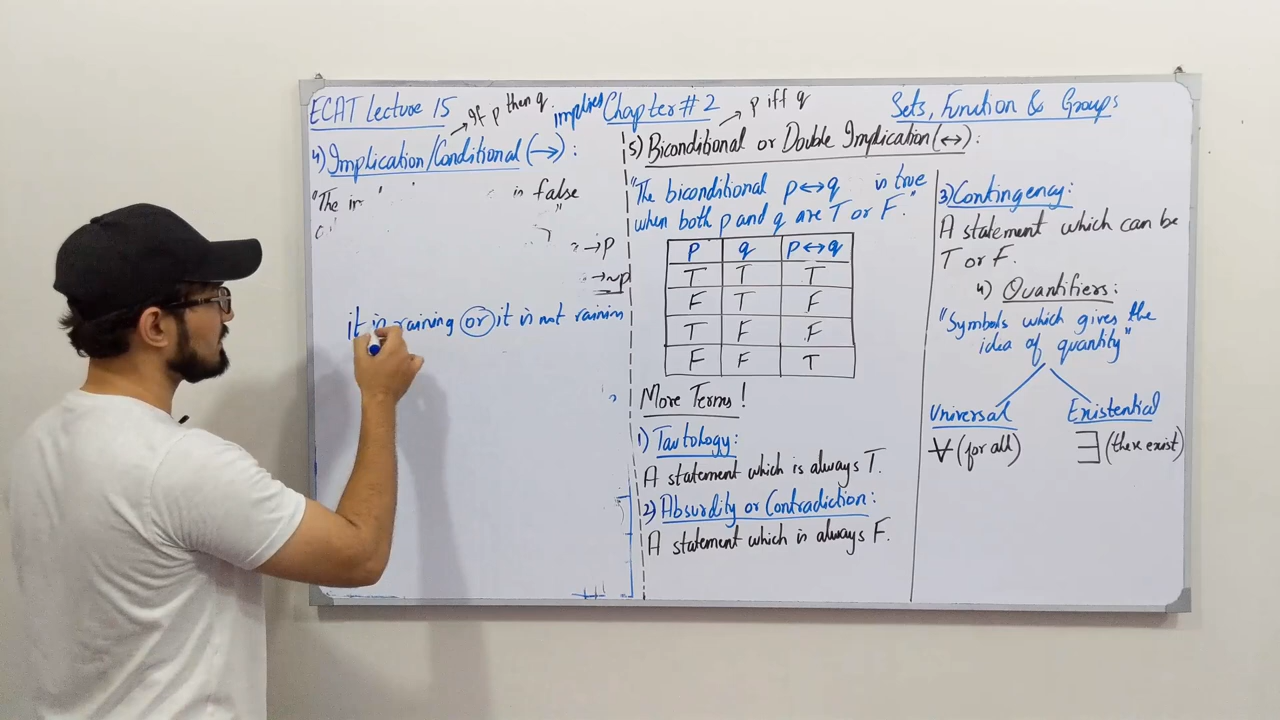 ECAT Lecture 15
Chapter # 2
Sets, Function & Groups
→ If p then q
implies
→ p iff q
4) Implication/Conditional (→) :
"The in
is false
"
→p
→~p
it is raining or it is not raining
5) Biconditional or Double Implication (↔) :
"The biconditional p↔q is true
when both p and q are T or F."
p q p↔q
T T T
F T F
T F F
F F T
More Terms !
1) Tautology:
A statement which is always T.
2) Absurdity or Contradiction:
A statement which is always F.
3) Contingency:
A statement which can be
T or F.
4) Quantifiers:
"Symbols which gives the
idea of quantity"
Universal
∀ (for all)
Existential
∃ (there exist)